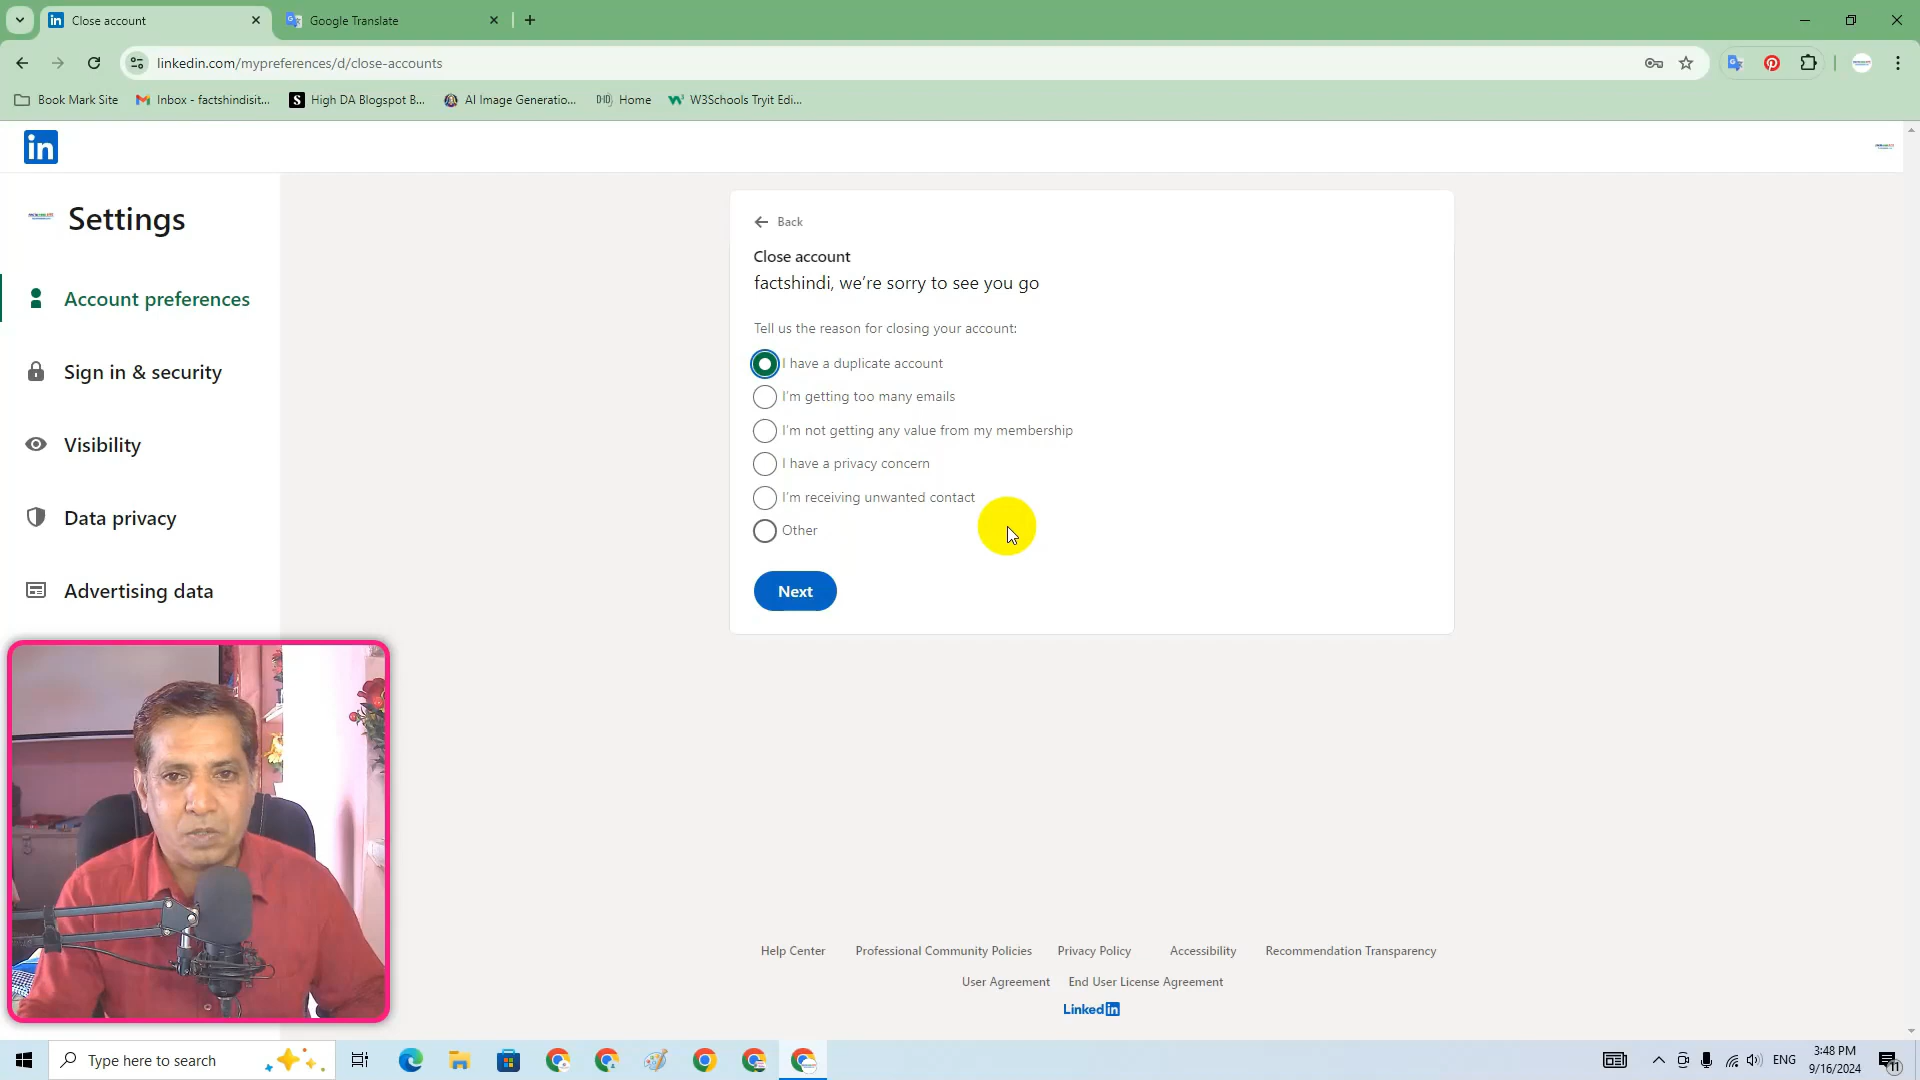 Close account
Google Translate
linkedin.com/mypreferences/d/close-accounts
Book Mark Site
Inbox - factshindisit...
High DA Blogspot B...
AI Image Generatio...
Home
W3Schools Tryit Edi...
in
Settings
Account preferences
Sign in & security
Visibility
Data privacy
Advertising data
Back
Close account
factshindi, we’re sorry to see you go
Tell us the reason for closing your account:
I have a duplicate account
I’m getting too many emails
I’m not getting any value from my membership
I have a privacy concern
I’m receiving unwanted contact
Other
Next
Help Center Professional Community Policies Privacy Policy Accessibility Recommendation Transparency
User Agreement End User License Agreement
LinkedIn
Type here to search
ENG
3:48 PM
9/16/2024